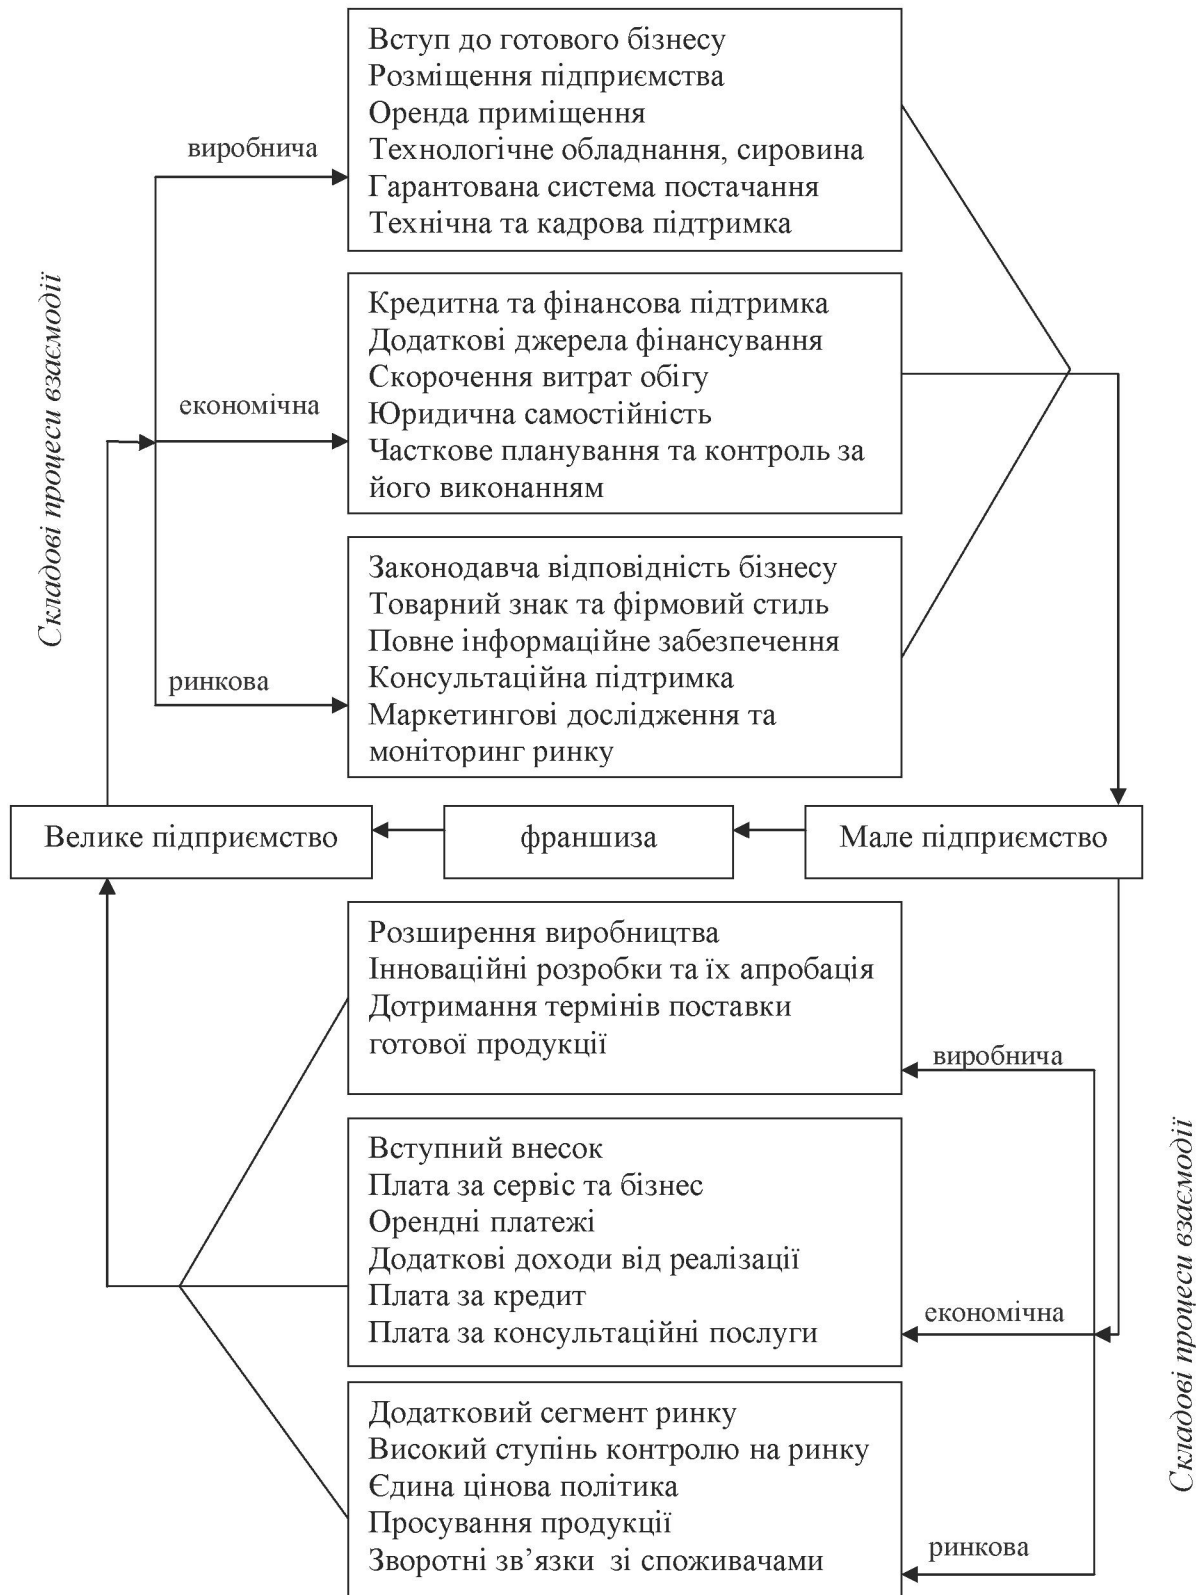 Вступ до готового бізнесу
Розміщення підприємства
Оренда приміщення
Технологічне обладнання, сировина
Гарантована система постачання
Технічна та кадрова підтримка
виробнича
Складові процеси взаємодії
Кредитна та фінансова підтримка
Додаткові джерела фінансування
Скорочення витрат обігу
Юридична самостійність
Часткове планування та контроль за
його виконанням
економічна
Законодавча відповідність бізнесу
Товарний знак та фірмовий стиль
Повне інформаційне забезпечення
Консультаційна підтримка
Маркетингові дослідження та
моніторинг ринку
ринкова
Велике підприємство
франшиза
Мале підприємство
Розширення виробництва
Інноваційні розробки та їх апробація
Дотримання термінів поставки
готової продукції
виробнича
Вступний внесок
Плата за сервіс та бізнес
Орендні платежі
Додаткові доходи від реалізації
Плата за кредит
Плата за консультаційні послуги
економічна
Складові процеси взаємодії
Додатковий сегмент ринку
Високий ступінь контролю на ринку
Єдина цінова політика
Просування продукції
Зворотні зв’язки зі споживачами
ринкова